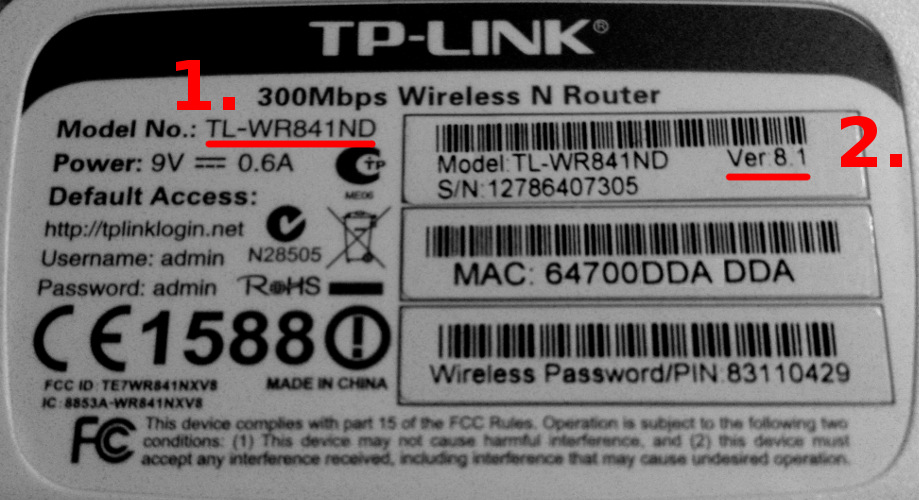 TP-LINK®
1. 300Mbps Wireless N Router
Model No.: TL-WR841ND
Power: 9V 0.6A
TP
ME06
Default Access:
http://tplinklogin.net
Username: admin
N28505
Password: admin
RoHS
CE1588
FCC ID: TE7WR841NXV8
MADE IN CHINA
IC: 8853A-WR841NXV8
Model:TL-WR841ND
Ver:8.1
2.
S/N:12786407305
MAC: 64700DDA DDA
Wireless Password/PIN:83110429
FC This device complies with part 15 of the FCC Rules. Operation is subject to the following two
conditions: (1) This device may not cause harmful interference, and (2) this device must
accept any interference received, including interference that may cause undesired operation.